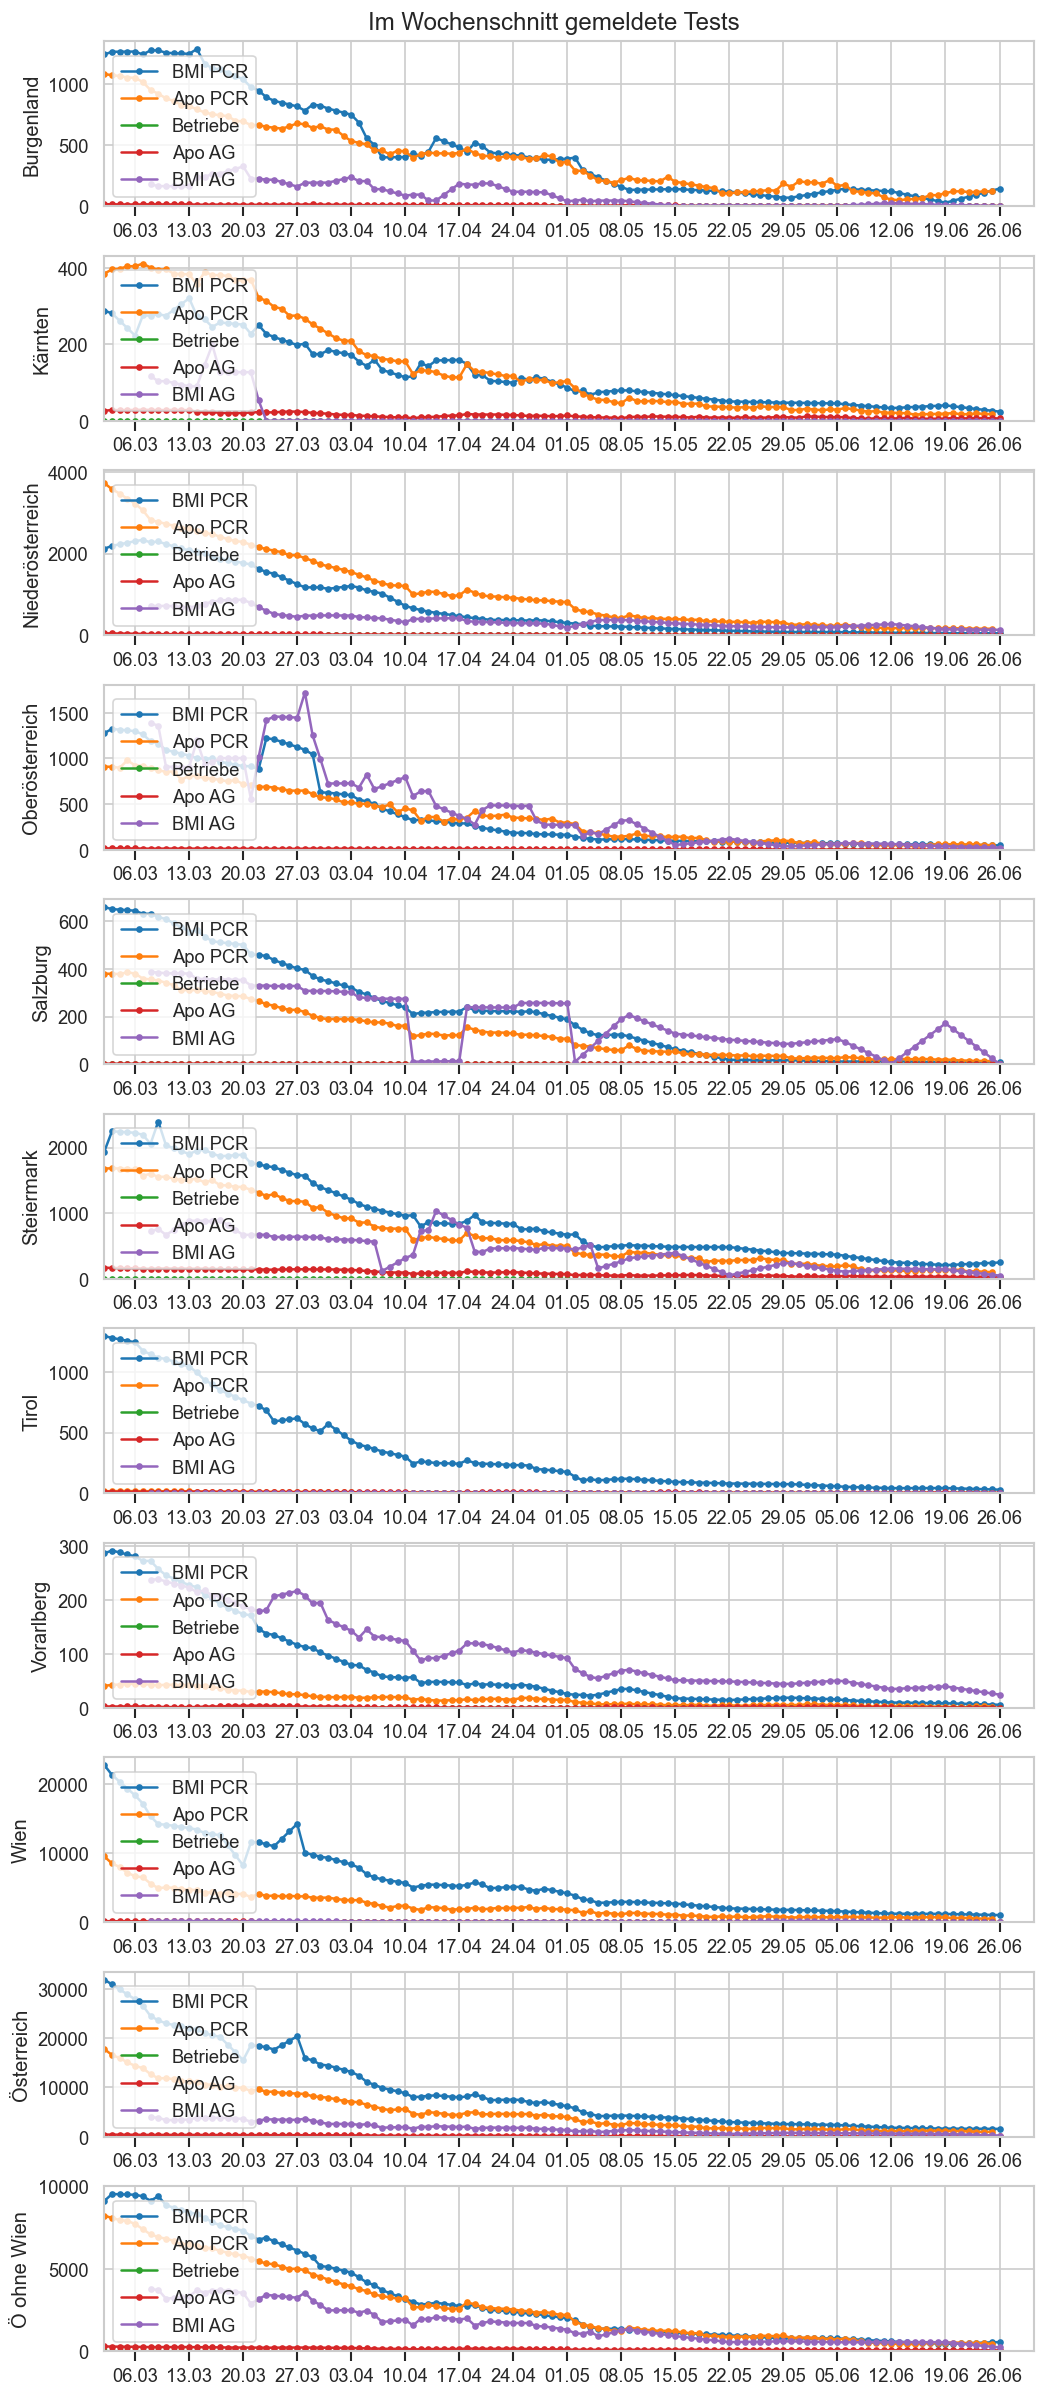 Im Wochenschnitt gemeldete Tests
Burgenland
1000
500
0
BMI PCR
Apo PCR
Betriebe
Apo AG
BMI AG
06.03 13.03 20.03 27.03 03.04 10.04 17.04 24.04 01.05 08.05 15.05 22.05 29.05 05.06 12.06 19.06 26.06
Kärnten
400
200
0
BMI PCR
Apo PCR
Betriebe
Apo AG
BMI AG
06.03 13.03 20.03 27.03 03.04 10.04 17.04 24.04 01.05 08.05 15.05 22.05 29.05 05.06 12.06 19.06 26.06
Niederösterreich
4000
2000
0
BMI PCR
Apo PCR
Betriebe
Apo AG
BMI AG
06.03 13.03 20.03 27.03 03.04 10.04 17.04 24.04 01.05 08.05 15.05 22.05 29.05 05.06 12.06 19.06 26.06
Oberösterreich
1500
1000
500
0
BMI PCR
Apo PCR
Betriebe
Apo AG
BMI AG
06.03 13.03 20.03 27.03 03.04 10.04 17.04 24.04 01.05 08.05 15.05 22.05 29.05 05.06 12.06 19.06 26.06
Salzburg
600
400
200
0
BMI PCR
Apo PCR
Betriebe
Apo AG
BMI AG
06.03 13.03 20.03 27.03 03.04 10.04 17.04 24.04 01.05 08.05 15.05 22.05 29.05 05.06 12.06 19.06 26.06
Steiermark
2000
1000
0
BMI PCR
Apo PCR
Betriebe
Apo AG
BMI AG
06.03 13.03 20.03 27.03 03.04 10.04 17.04 24.04 01.05 08.05 15.05 22.05 29.05 05.06 12.06 19.06 26.06
Tirol
1000
500
0
BMI PCR
Apo PCR
Betriebe
Apo AG
BMI AG
06.03 13.03 20.03 27.03 03.04 10.04 17.04 24.04 01.05 08.05 15.05 22.05 29.05 05.06 12.06 19.06 26.06
Vorarlberg
300
200
100
0
BMI PCR
Apo PCR
Betriebe
Apo AG
BMI AG
06.03 13.03 20.03 27.03 03.04 10.04 17.04 24.04 01.05 08.05 15.05 22.05 29.05 05.06 12.06 19.06 26.06
Wien
20000
10000
0
BMI PCR
Apo PCR
Betriebe
Apo AG
BMI AG
06.03 13.03 20.03 27.03 03.04 10.04 17.04 24.04 01.05 08.05 15.05 22.05 29.05 05.06 12.06 19.06 26.06
Österreich
30000
20000
10000
0
BMI PCR
Apo PCR
Betriebe
Apo AG
BMI AG
06.03 13.03 20.03 27.03 03.04 10.04 17.04 24.04 01.05 08.05 15.05 22.05 29.05 05.06 12.06 19.06 26.06
Ö ohne Wien
10000
5000
0
BMI PCR
Apo PCR
Betriebe
Apo AG
BMI AG
06.03 13.03 20.03 27.03 03.04 10.04 17.04 24.04 01.05 08.05 15.05 22.05 29.05 05.06 12.06 19.06 26.06